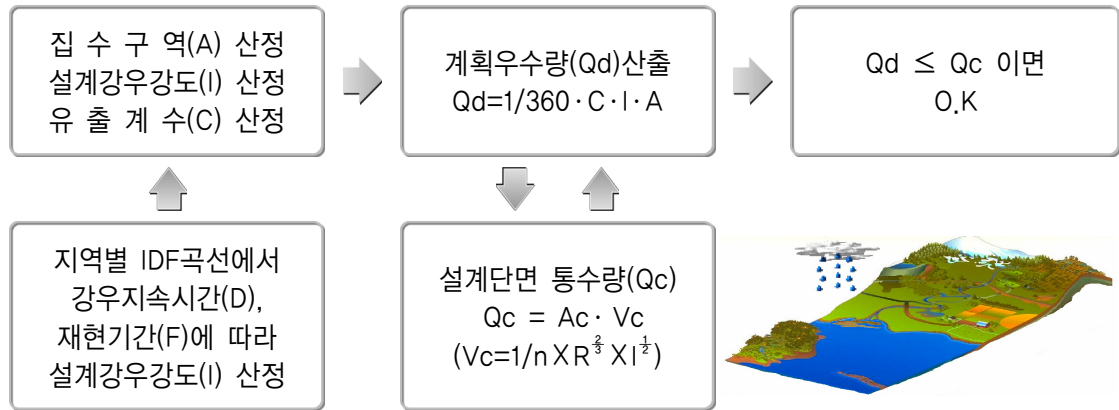 집 수 구 역(A) 산정
설계강우강도(I) 산정
유 출 계 수(C) 산정
계획우수량(Qd)산출
Qd=1/360·C·I·A
Qd ≤ Qc 이면
O.K
지역별 IDF곡선에서
강우지속시간(D),
재현기간(F)에 따라
설계강우강도(I) 산정
설계단면 통수량(Qc)
Qc = Ac· Vc
(Vc=1/n×R^⅔×I^½)